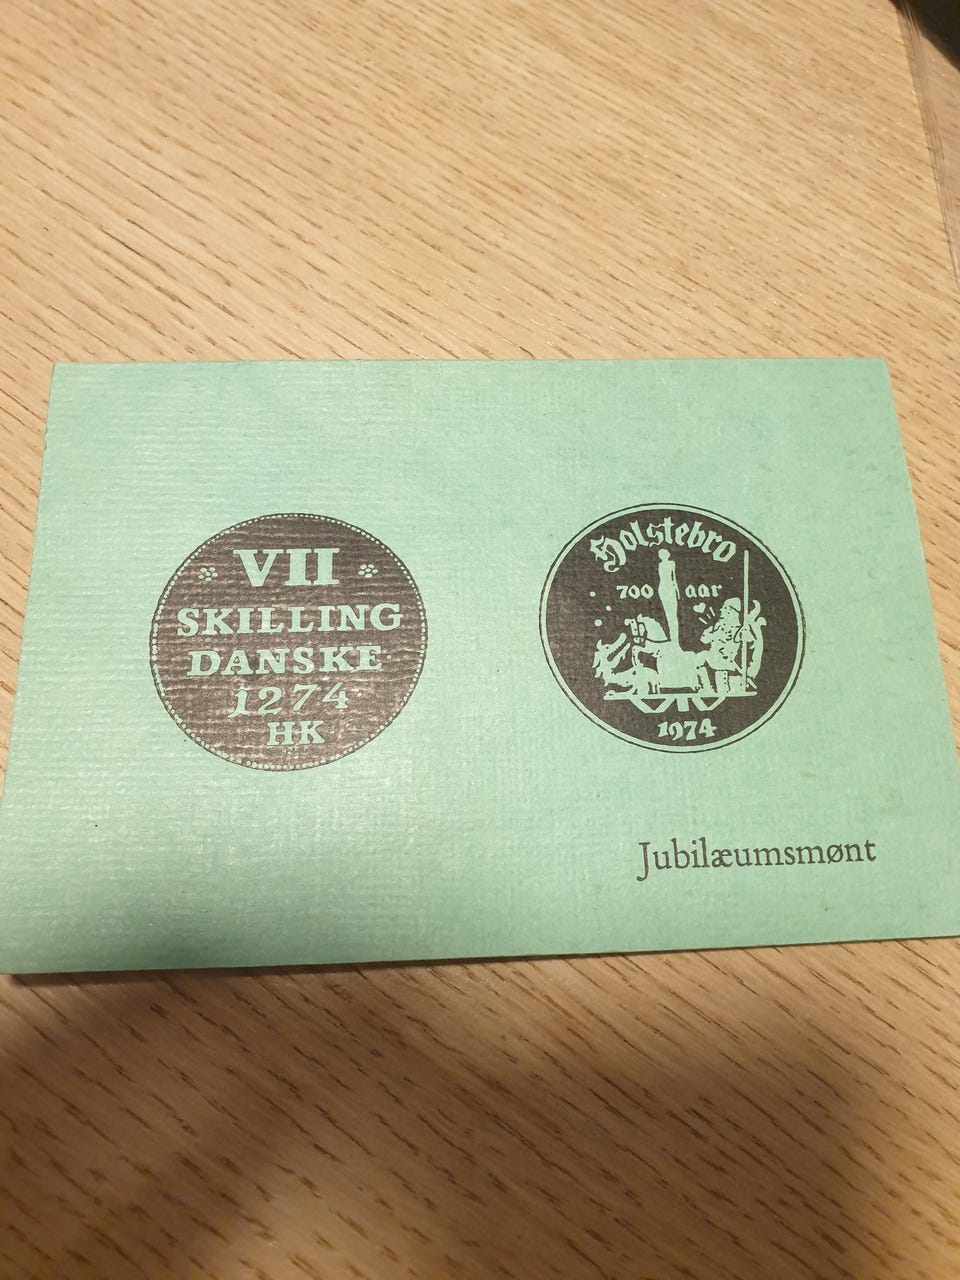 VII
SKILLING
DANSKE
1274
HK
Holstebro
700 aar
1974
Jubilæumsmønt